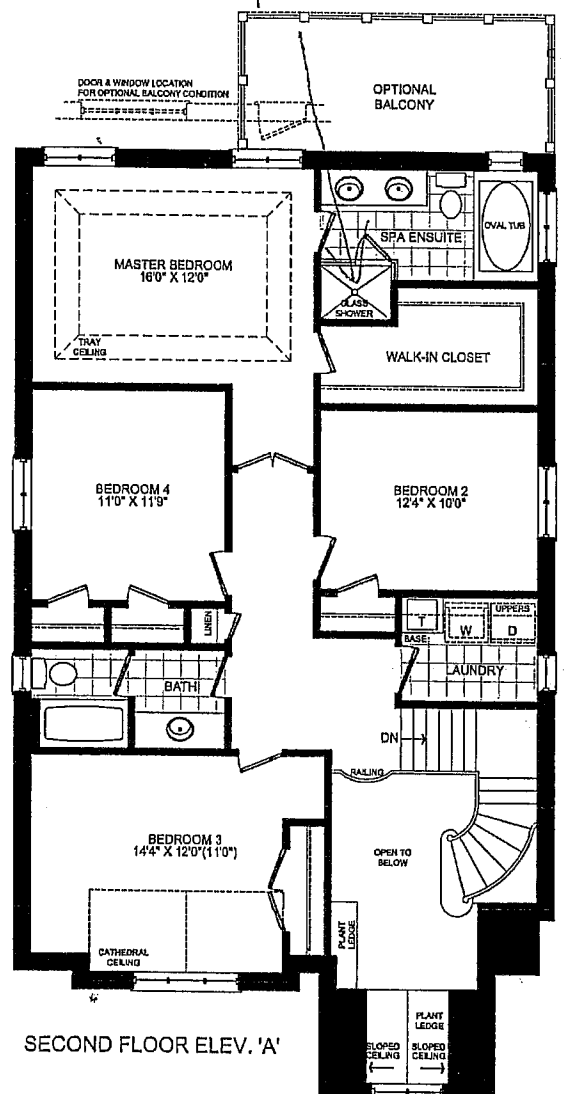 DOOR & WINDOW LOCATION
FOR OPTIONAL BALCONY CONDITION
OPTIONAL
BALCONY
MASTER BEDROOM
16'0" X 12'0"
TRAY
CEILING
SPA ENSUITE
OVAL TUB
GLASS
SHOWER
WALK-IN CLOSET
BEDROOM 4
11'0" X 11'9"
BEDROOM 2
12'4" X 10'0"
LINEN
T
W
UPPERS
D
BASE
LAUNDRY
BATH
DN
RAILING
BEDROOM 3
14'4" X 12'0"(11'0")
OPEN TO
BELOW
CATHEDRAL
CEILING
PLANT
LEDGE
PLANT
LEDGE
SLOPED
CEILING
SLOPED
CEILING
SECOND FLOOR ELEV. 'A'